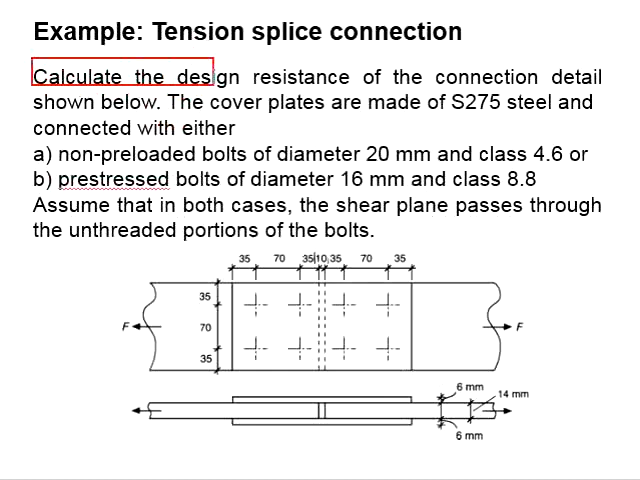 Example: Tension splice connection
Calculate the design resistance of the connection detail
shown below. The cover plates are made of S275 steel and
connected with either
a) non-preloaded bolts of diameter 20 mm and class 4.6 or
b) prestressed bolts of diameter 16 mm and class 8.8
Assume that in both cases, the shear plane passes through
the unthreaded portions of the bolts.
35 70 35 10 35 70 35
35
F 70 F
35
6 mm
14 mm
6 mm